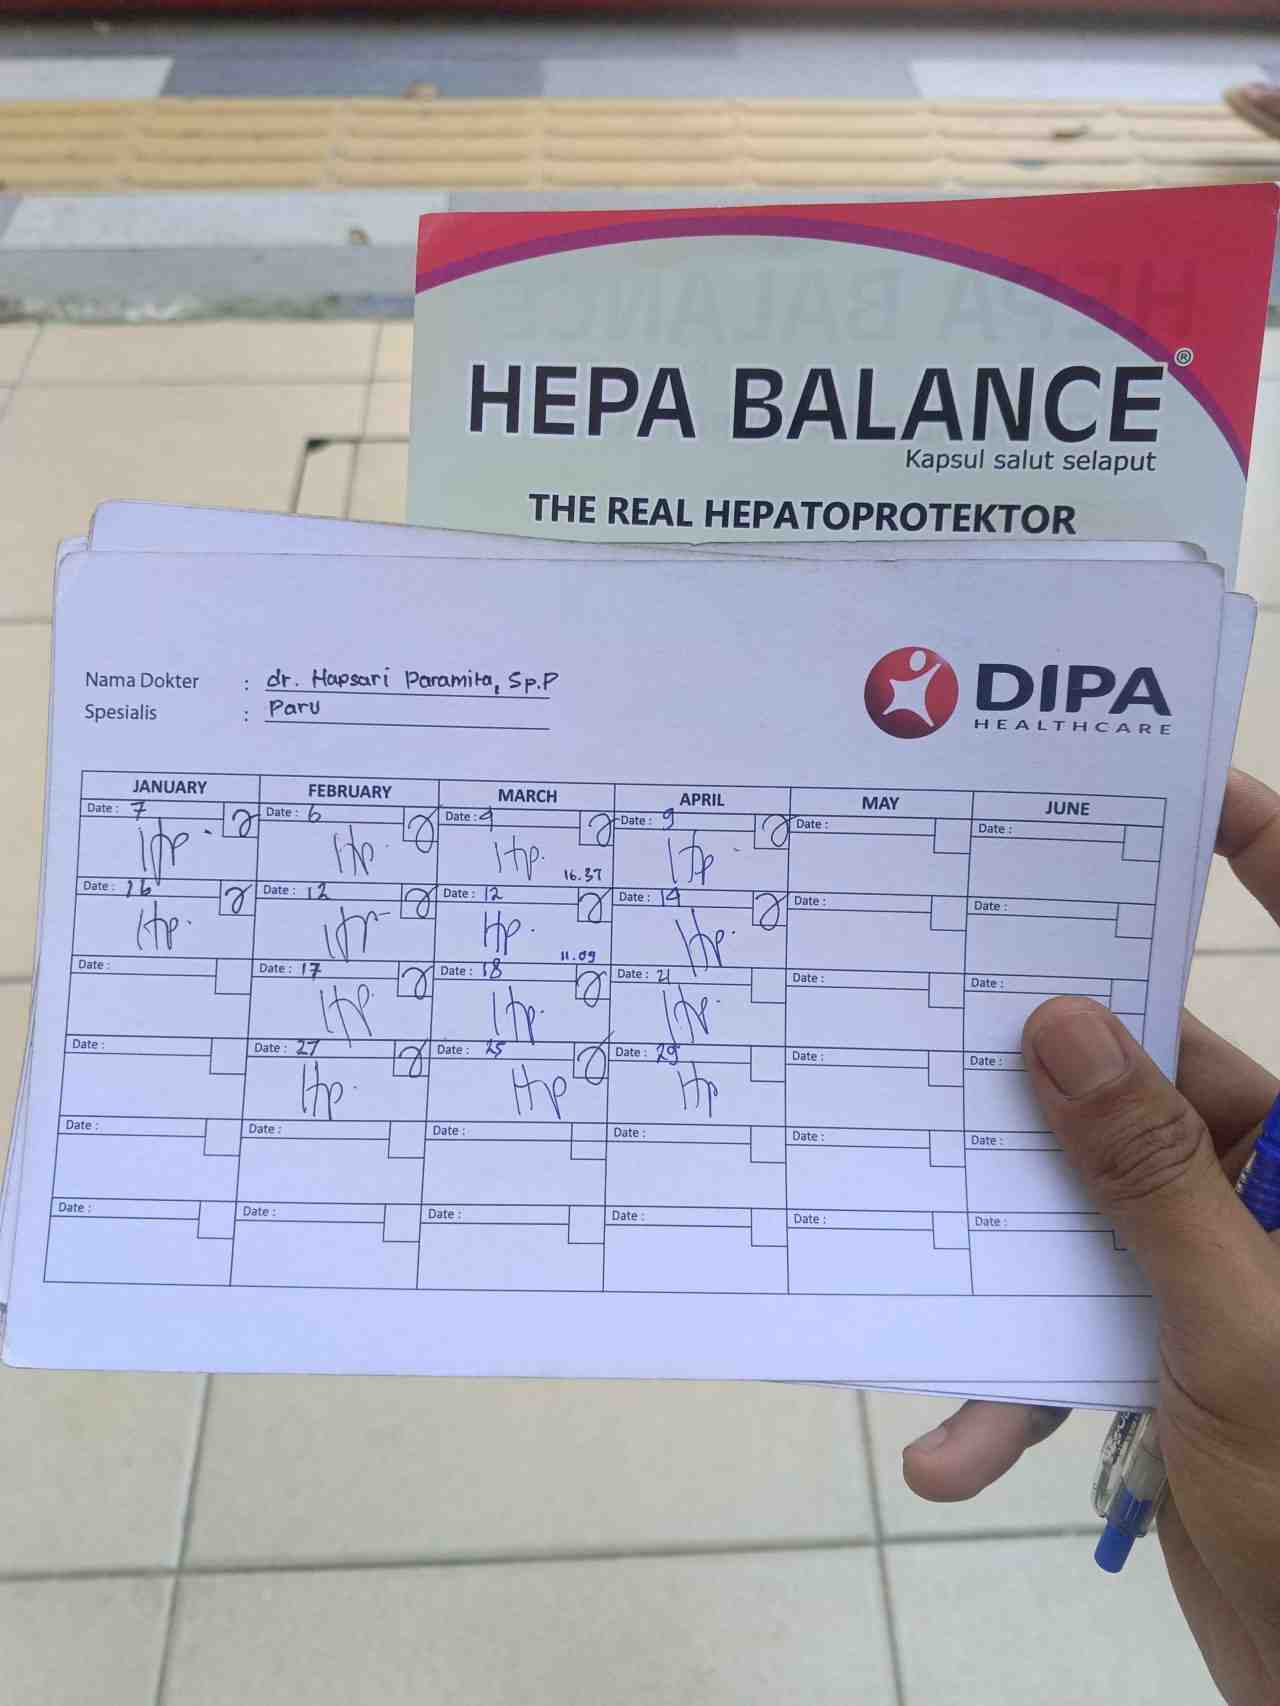 HEPA BALANCE®
Kapsul salut selaput
THE REAL HEPATOPROTEKTOR
Nama Dokter : dr. Hapsari Paramita, Sp.P
Spesialis : Paru
DIPA
HEALTHCARE
JANUARY FEBRUARY MARCH APRIL MAY JUNE
Date : 7 Date : 6 Date : 9 Date : 9 Date : Date :
Hp. Hp. Hp. Hp
16.37
Date : 16 Date : 12 Date : 12 Date : 14 Date : Date :
Hp. Hp Hp. Hp.
11.09
Date : Date : 17 Date : 18 Date : 21 Date : Date :
Hp. Hp. Hp.
Date : Date : 27 Date : 25 Date : 29 Date : Date :
Hp. Hp Hp
Date : Date : Date : Date : Date : Date :
Date : Date : Date : Date : Date : Date :